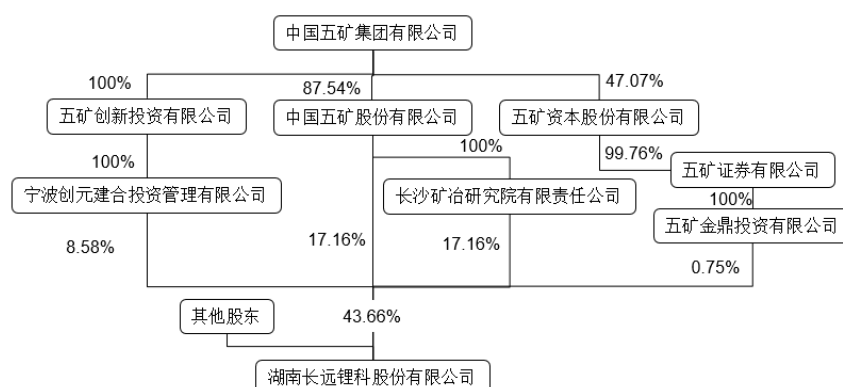 中国五矿集团有限公司
100%
87.54%
47.07%
五矿创新投资有限公司
中国五矿股份有限公司
五矿资本股份有限公司
100%
100%
99.76%
五矿证券有限公司
宁波创元建合投资管理有限公司
长沙矿冶研究院有限责任公司
100%
五矿金鼎投资有限公司
8.58%
17.16%
17.16%
0.75%
其他股东
43.66%
湖南长远锂科股份有限公司